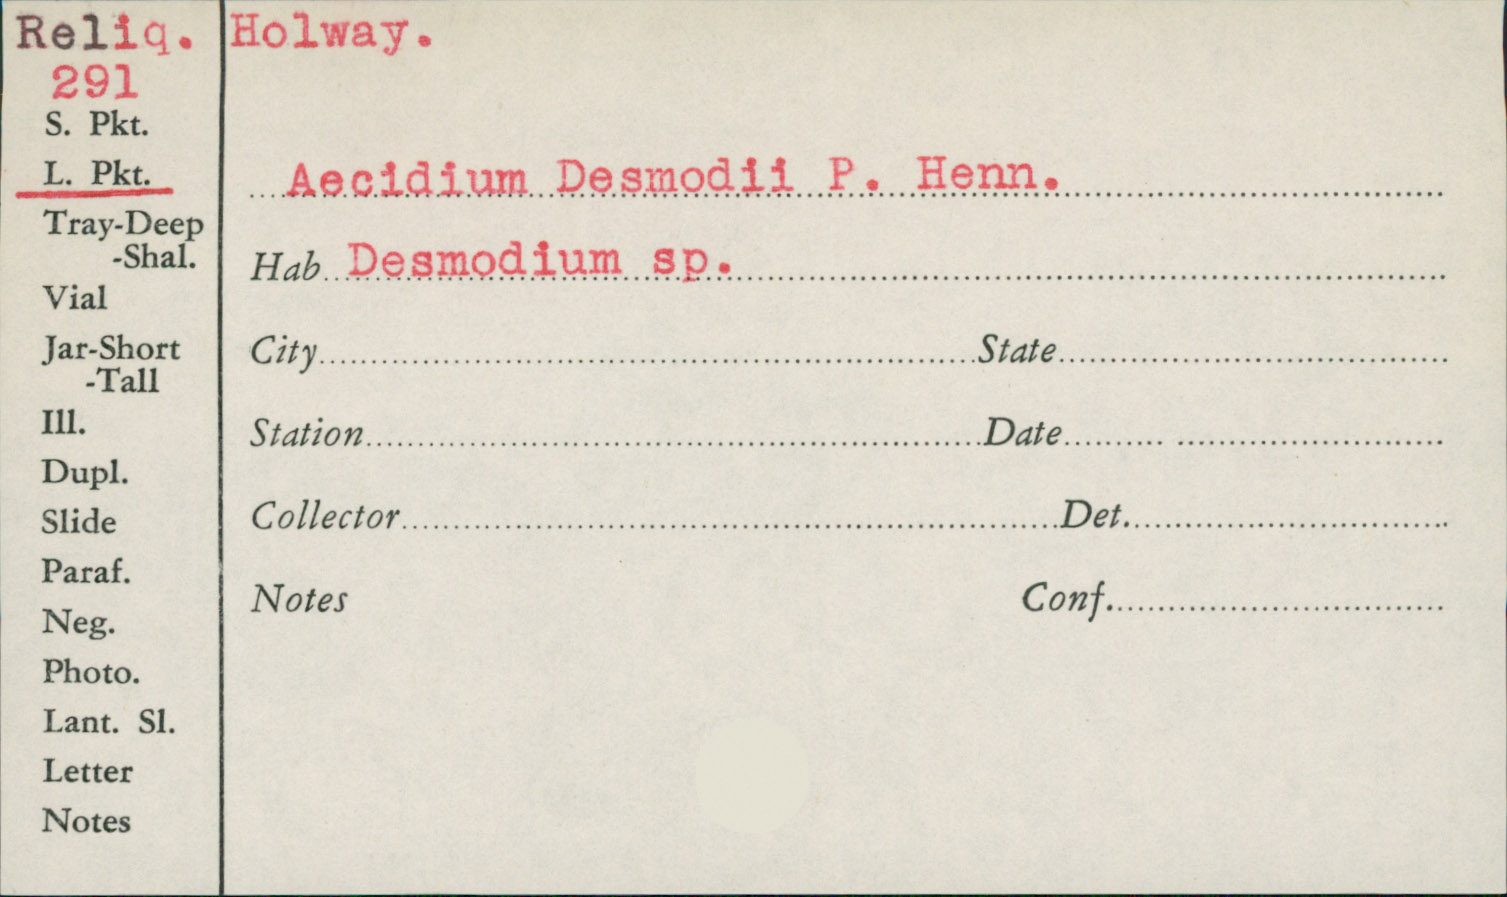 Reliq. Holway.
291
S. Pkt.
L. Pkt.
Aecidium Desmodii P. Henn.
Tray-Deep
-Shal.
Hab Desmodium sp.
Vial
Jar-Short
-Tall
City State
Ill.
Station Date
Dupl.
Slide
Collector Det.
Paraf.
Notes Conf.
Neg.
Photo.
Lant. Sl.
Letter
Notes